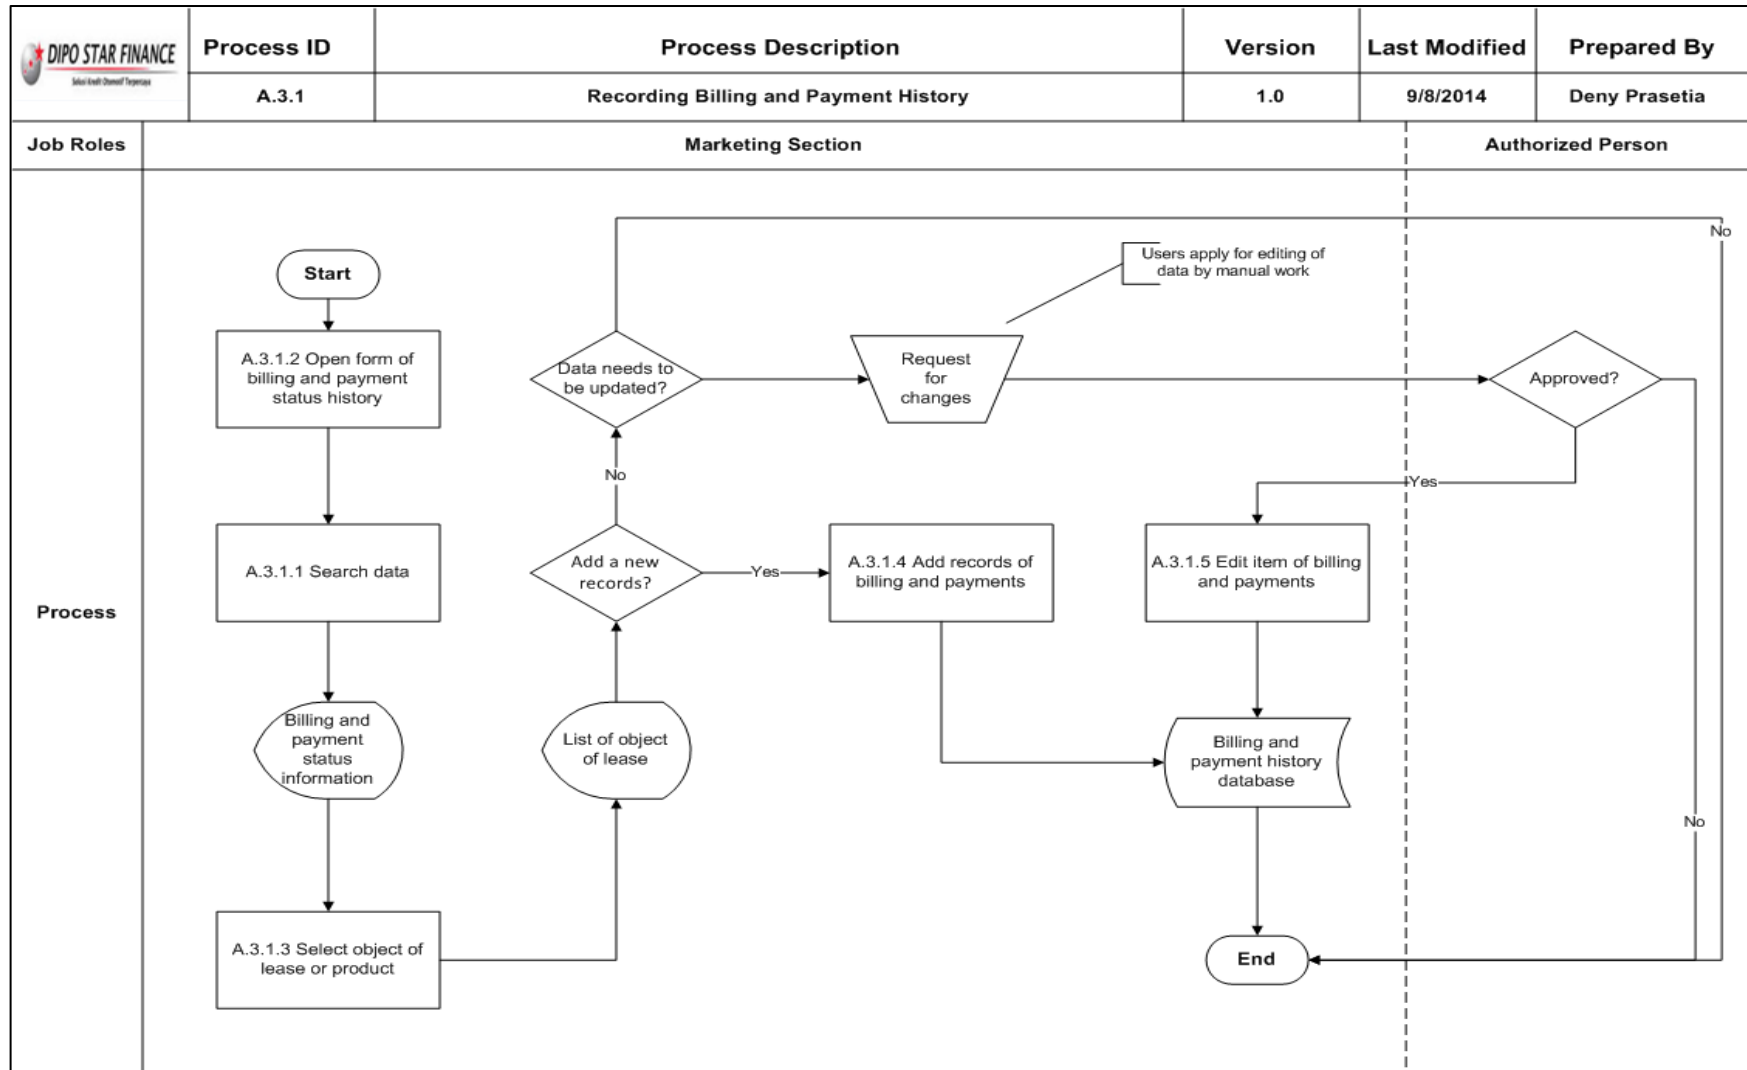 DIPO STAR FINANCE
Solusi Kredit Otomotif Terpercaya
Process ID
Process Description
Version
Last Modified
Prepared By
A.3.1
Recording Billing and Payment History
1.0
9/8/2014
Deny Prasetia
Job Roles
Marketing Section
Authorized Person
Process
Start
A.3.1.2 Open form of
billing and payment
status history
A.3.1.1 Search data
Billing and
payment
status
information
A.3.1.3 Select object of
lease or product
List of object
of lease
Add a new
records?
No
Yes
Data needs to
be updated?
No
Request
for
changes
Users apply for editing of
data by manual work
Approved?
Yes
No
A.3.1.4 Add records of
billing and payments
A.3.1.5 Edit item of billing
and payments
Billing and
payment history
database
End